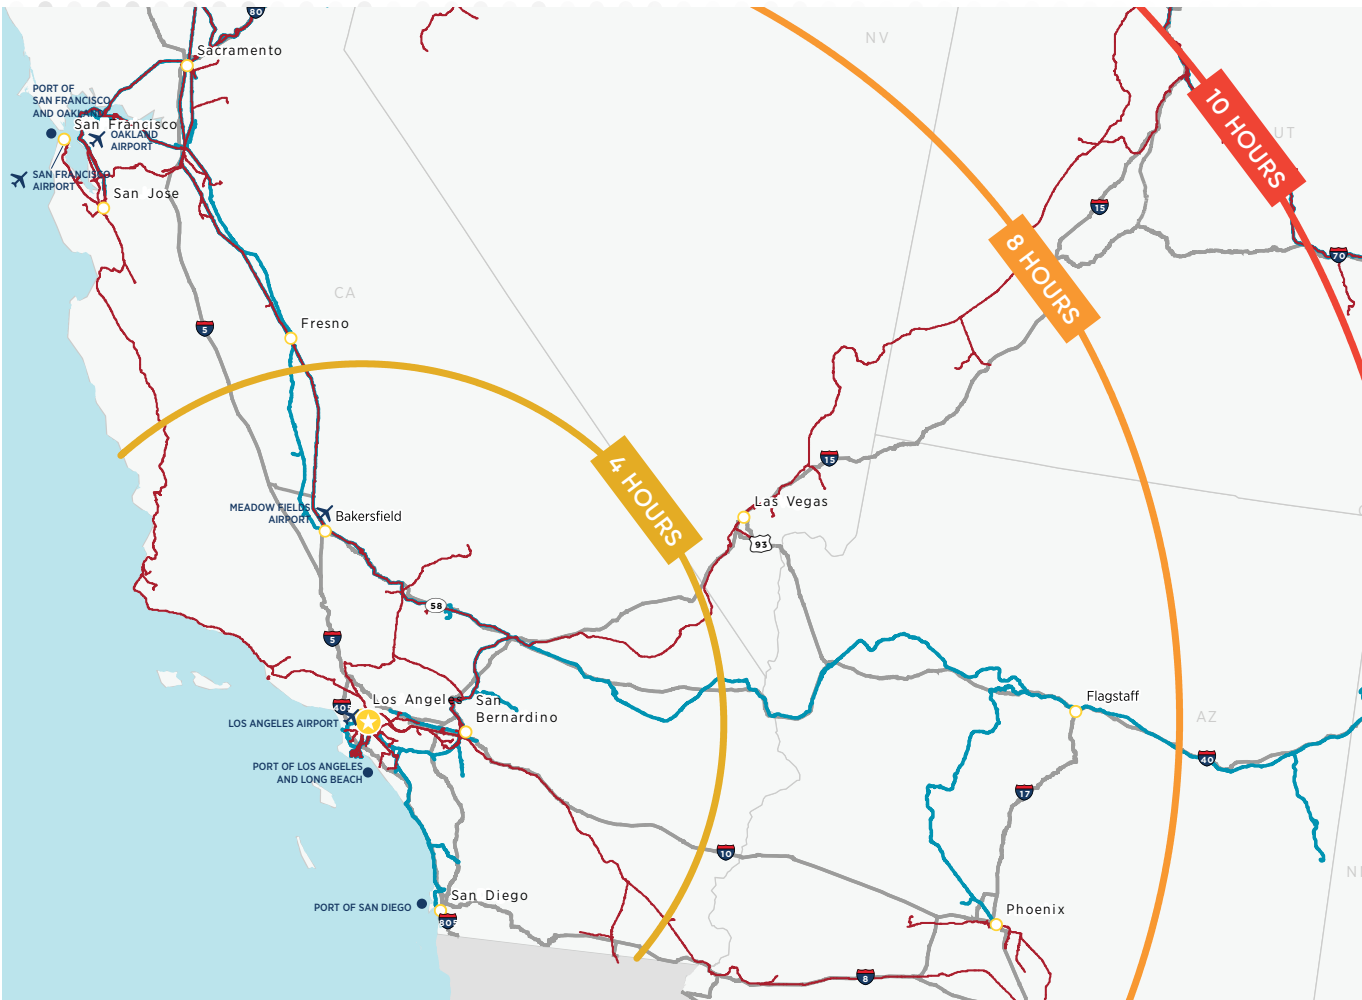 80
NV
Sacramento
PORT OF
SAN FRANCISCO
AND OAKLAND
San Francisco
OAKLAND
AIRPORT
10 HOURS
UT
SAN FRANCISCO
AIRPORT
San Jose
15
8 HOURS
70
CA
5
Fresno
4 HOURS
15
Las Vegas
MEADOW FIELDS
AIRPORT
Bakersfield
93
58
5
Los Angeles
San
Bernardino
405
LOS ANGELES AIRPORT
Flagstaff
AZ
40
PORT OF LOS ANGELES
AND LONG BEACH
17
10
San Diego
PORT OF SAN DIEGO
805
Phoenix
8